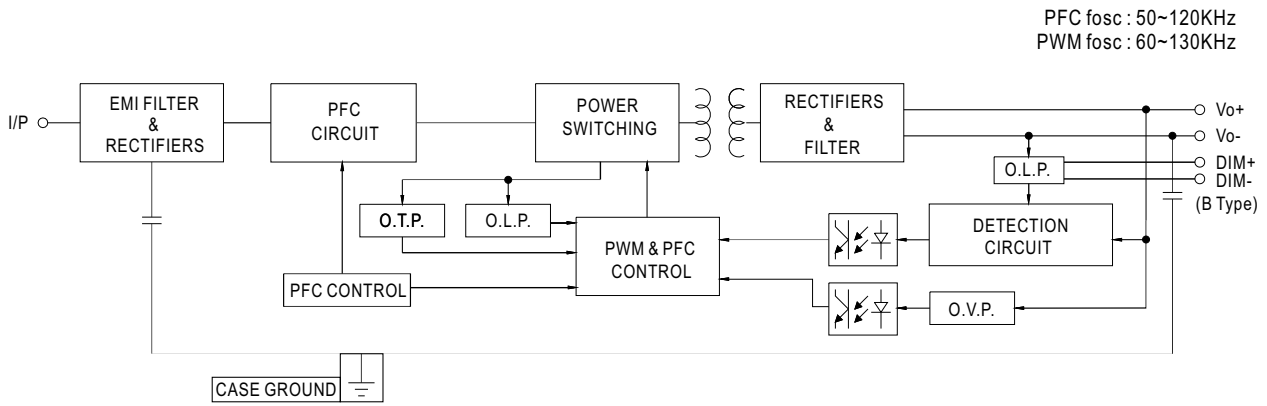 PFC fosc : 50~120KHz
PWM fosc : 60~130KHz
I/P
EMI FILTER
&
RECTIFIERS
PFC
CIRCUIT
POWER
SWITCHING
RECTIFIERS
&
FILTER
Vo+
Vo-
DIM+
DIM-
(B Type)
O.L.P.
O.T.P.
O.L.P.
PWM & PFC
CONTROL
DETECTION
CIRCUIT
PFC CONTROL
O.V.P.
CASE GROUND